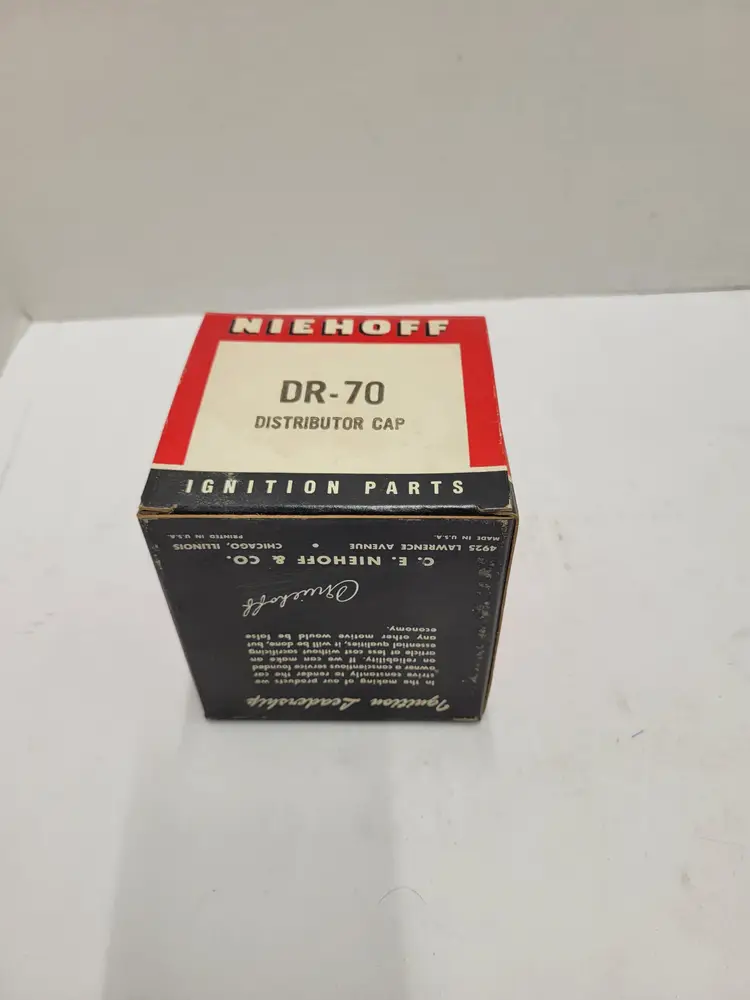 NIEHOFF
DR-70
DISTRIBUTOR CAP
IGNITION PARTS
Ignition Leadership
In the making of our products we
strive constantly to render the car
owner a conscientious service founded
on reliability. If we can make an
article at less cost without sacrificing
essential qualities, it will be done, but
any other motive would be false
economy.
CENiehoff
C. E. NIEHOFF & CO.
4925 LAWRENCE AVENUE • CHICAGO, ILLINOIS
MADE IN U.S.A. PRINTED IN U.S.A.